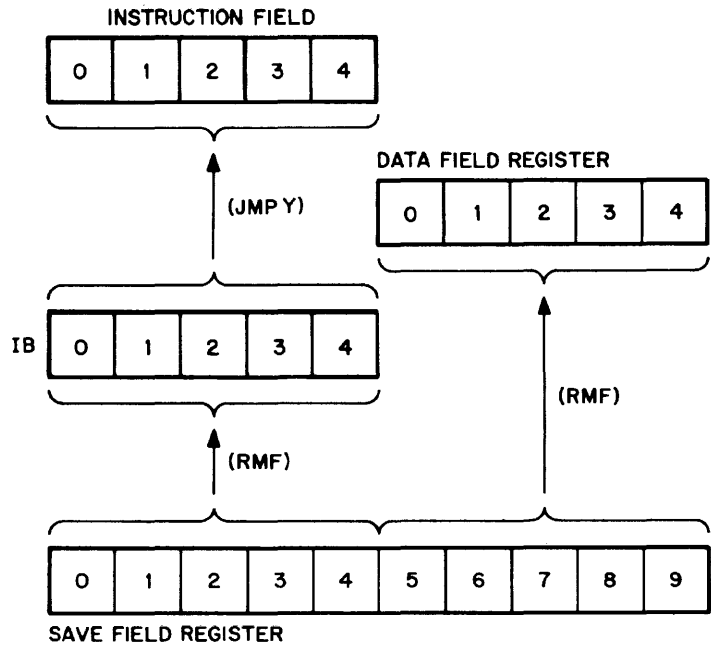 INSTRUCTION FIELD
0 1 2 3 4
DATA FIELD REGISTER
(JMP Y)
0 1 2 3 4
IB 0 1 2 3 4
(RMF)
(RMF)
0 1 2 3 4 5 6 7 8 9
SAVE FIELD REGISTER